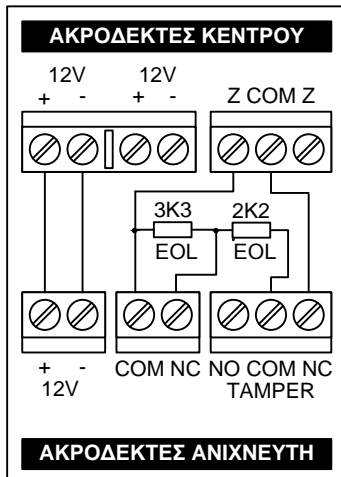 ΑΚΡΟΔΕΚΤΕΣ ΚΕΝΤΡΟΥ
12V 12V
+ - + - Z COM Z
3K3 2K2
EOL EOL
+ - COM NC NO COM NC
12V TAMPER
ΑΚΡΟΔΕΚΤΕΣ ΑΝΙΧΝΕΥΤΗ